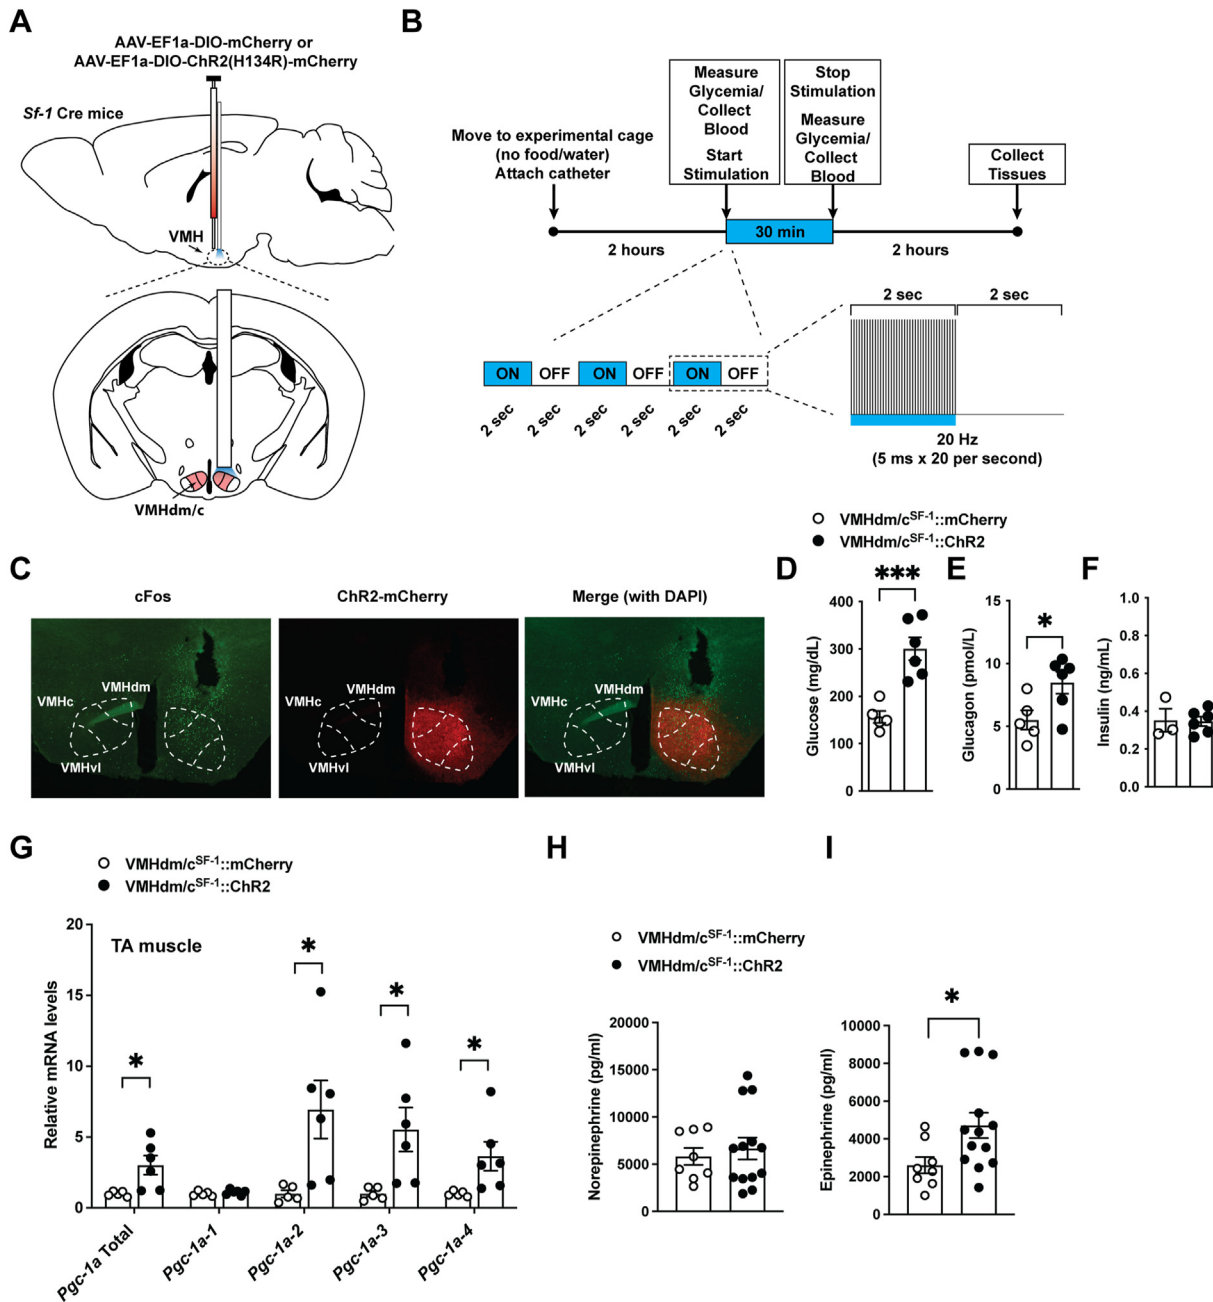 A
AAV-EF1a-DIO-mCherry or
AAV-EF1a-DIO-ChR2(H134R)-mCherry
Sf-1 Cre mice
VMH
VMHdm/c
B
Move to experimental cage
(no food/water)
Attach catheter
Measure
Glycemia/
Collect
Blood
Start
Stimulation
Stop
Stimulation
Measure
Glycemia/
Collect
Blood
Collect
Tissues
2 hours
30 min
2 hours
ON
OFF
ON
OFF
ON
OFF
2 sec
2 sec
2 sec
2 sec
2 sec
2 sec
2 sec
2 sec
20 Hz
(5 ms x 20 per second)
C
cFos
ChR2-mCherry
Merge (with DAPI)
VMHc
VMHdm
VMHvl
VMHc
VMHdm
VMHvl
VMHc
VMHdm
VMHvl
VMHdm/cSF-1::mCherry
VMHdm/cSF-1::ChR2
D
***
Glucose (mg/dL)
400
300
200
100
0
E
*
Glucagon (pmol/L)
15
10
5
0
F
Insulin (ng/mL)
1.0
0.8
0.6
0.4
0.2
0.0
G
VMHdm/cSF-1::mCherry
VMHdm/cSF-1::ChR2
TA muscle
Relative mRNA levels
20
15
10
5
0
*
*
*
*
Pgc-1a Total
Pgc-1a-1
Pgc-1a-2
Pgc-1a-3
Pgc-1a-4
H
VMHdm/cSF-1::mCherry
VMHdm/cSF-1::ChR2
Norepinephrine (pg/ml)
20000
15000
10000
5000
0
I
*
Epinephrine (pg/ml)
10000
8000
6000
4000
2000
0